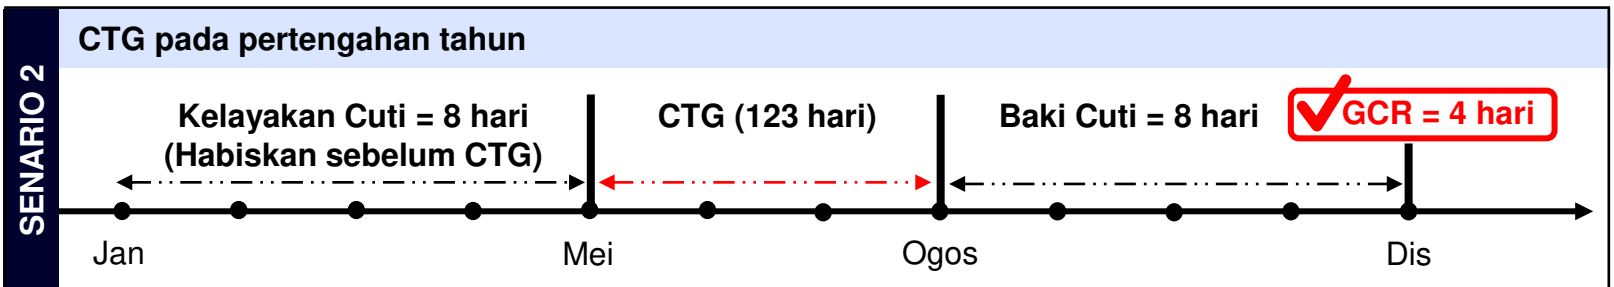 SENARIO 2
CTG pada pertengahan tahun
Kelayakan Cuti = 8 hari
(Habiskan sebelum CTG)
CTG (123 hari)
Baki Cuti = 8 hari
GCR = 4 hari
Jan
Mei
Ogos
Dis